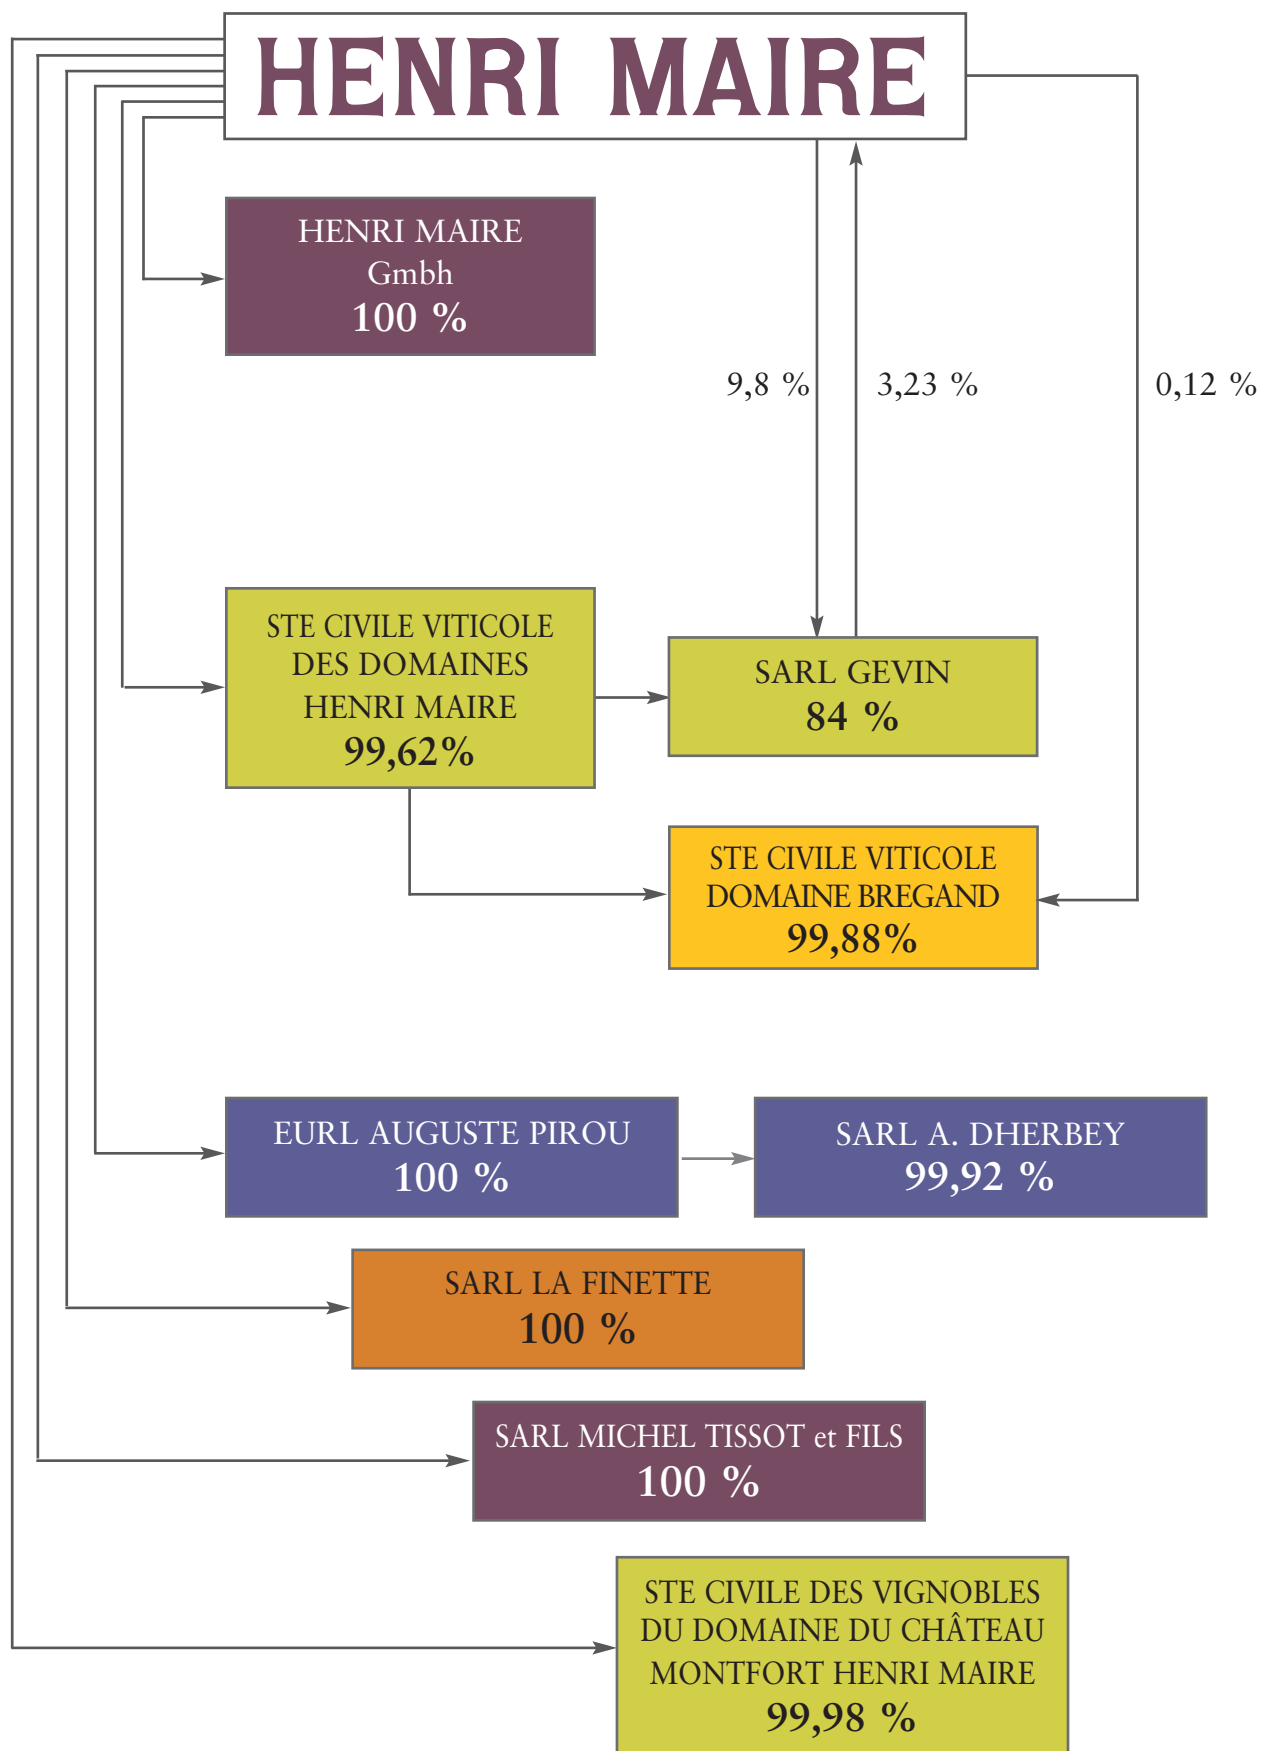 HENRI MAIRE
HENRI MAIRE
Gmbh
100 %
9,8 %
3,23 %
0,12 %
STE CIVILE VITICOLE
DES DOMAINES
HENRI MAIRE
99,62%
SARL GEVIN
84 %
STE CIVILE VITICOLE
DOMAINE BREGAND
99,88%
EURL AUGUSTE PIROU
100 %
SARL A. DHERBEY
99,92 %
SARL LA FINETTE
100 %
SARL MICHEL TISSOT et FILS
100 %
STE CIVILE DES VIGNOBLES
DU DOMAINE DU CHÂTEAU
MONTFORT HENRI MAIRE
99,98 %